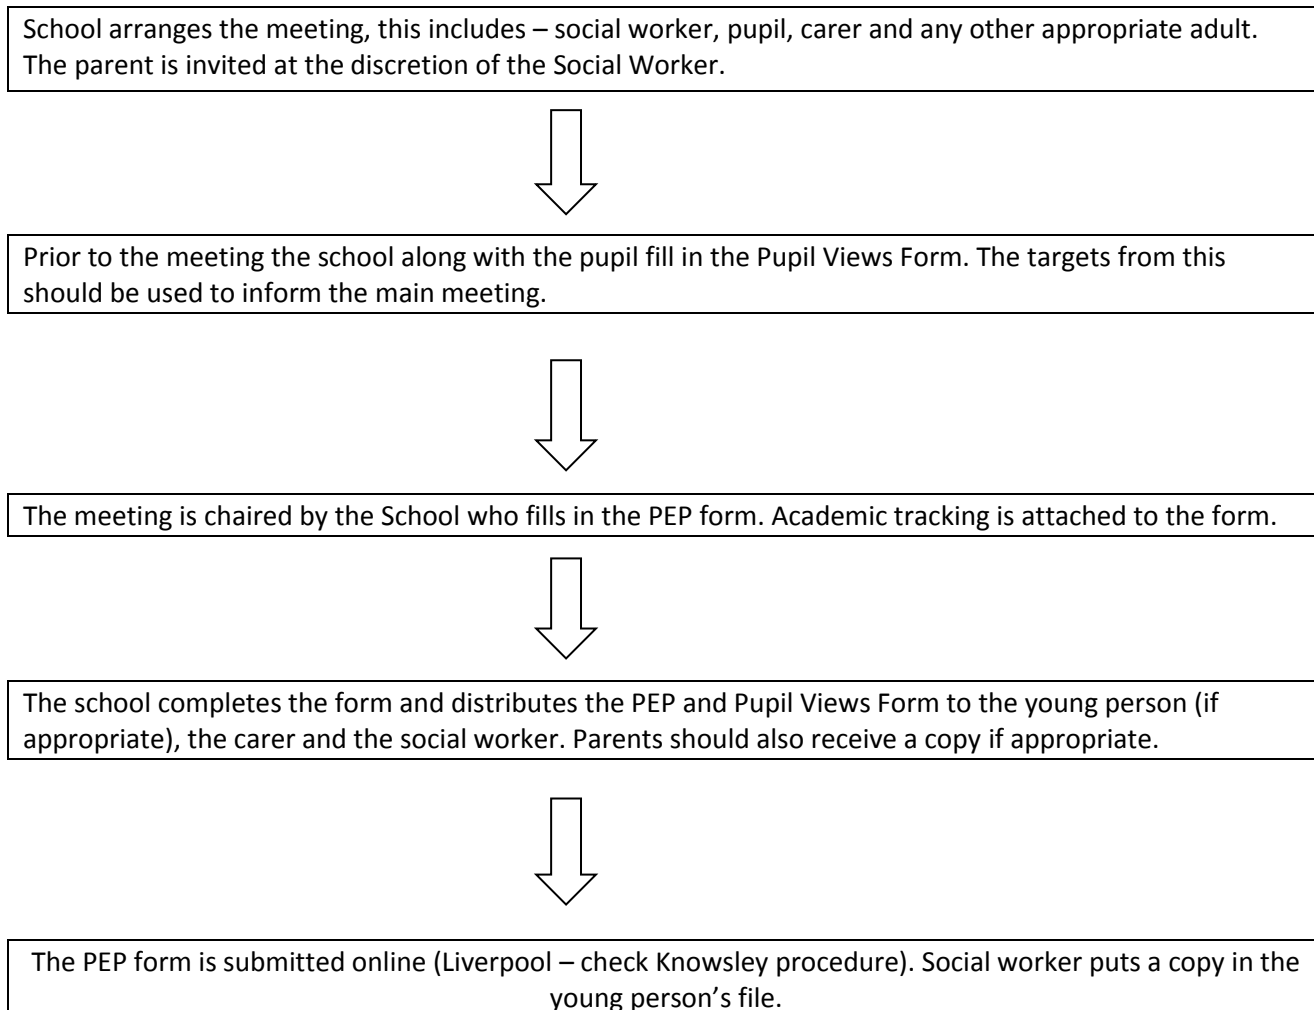 School arranges the meeting, this includes – social worker, pupil, carer and any other appropriate adult.
The parent is invited at the discretion of the Social Worker.
Prior to the meeting the school along with the pupil fill in the Pupil Views Form. The targets from this
should be used to inform the main meeting.
The meeting is chaired by the School who fills in the PEP form. Academic tracking is attached to the form.
The school completes the form and distributes the PEP and Pupil Views Form to the young person (if
appropriate), the carer and the social worker. Parents should also receive a copy if appropriate.
The PEP form is submitted online (Liverpool – check Knowsley procedure). Social worker puts a copy in the
young person’s file.